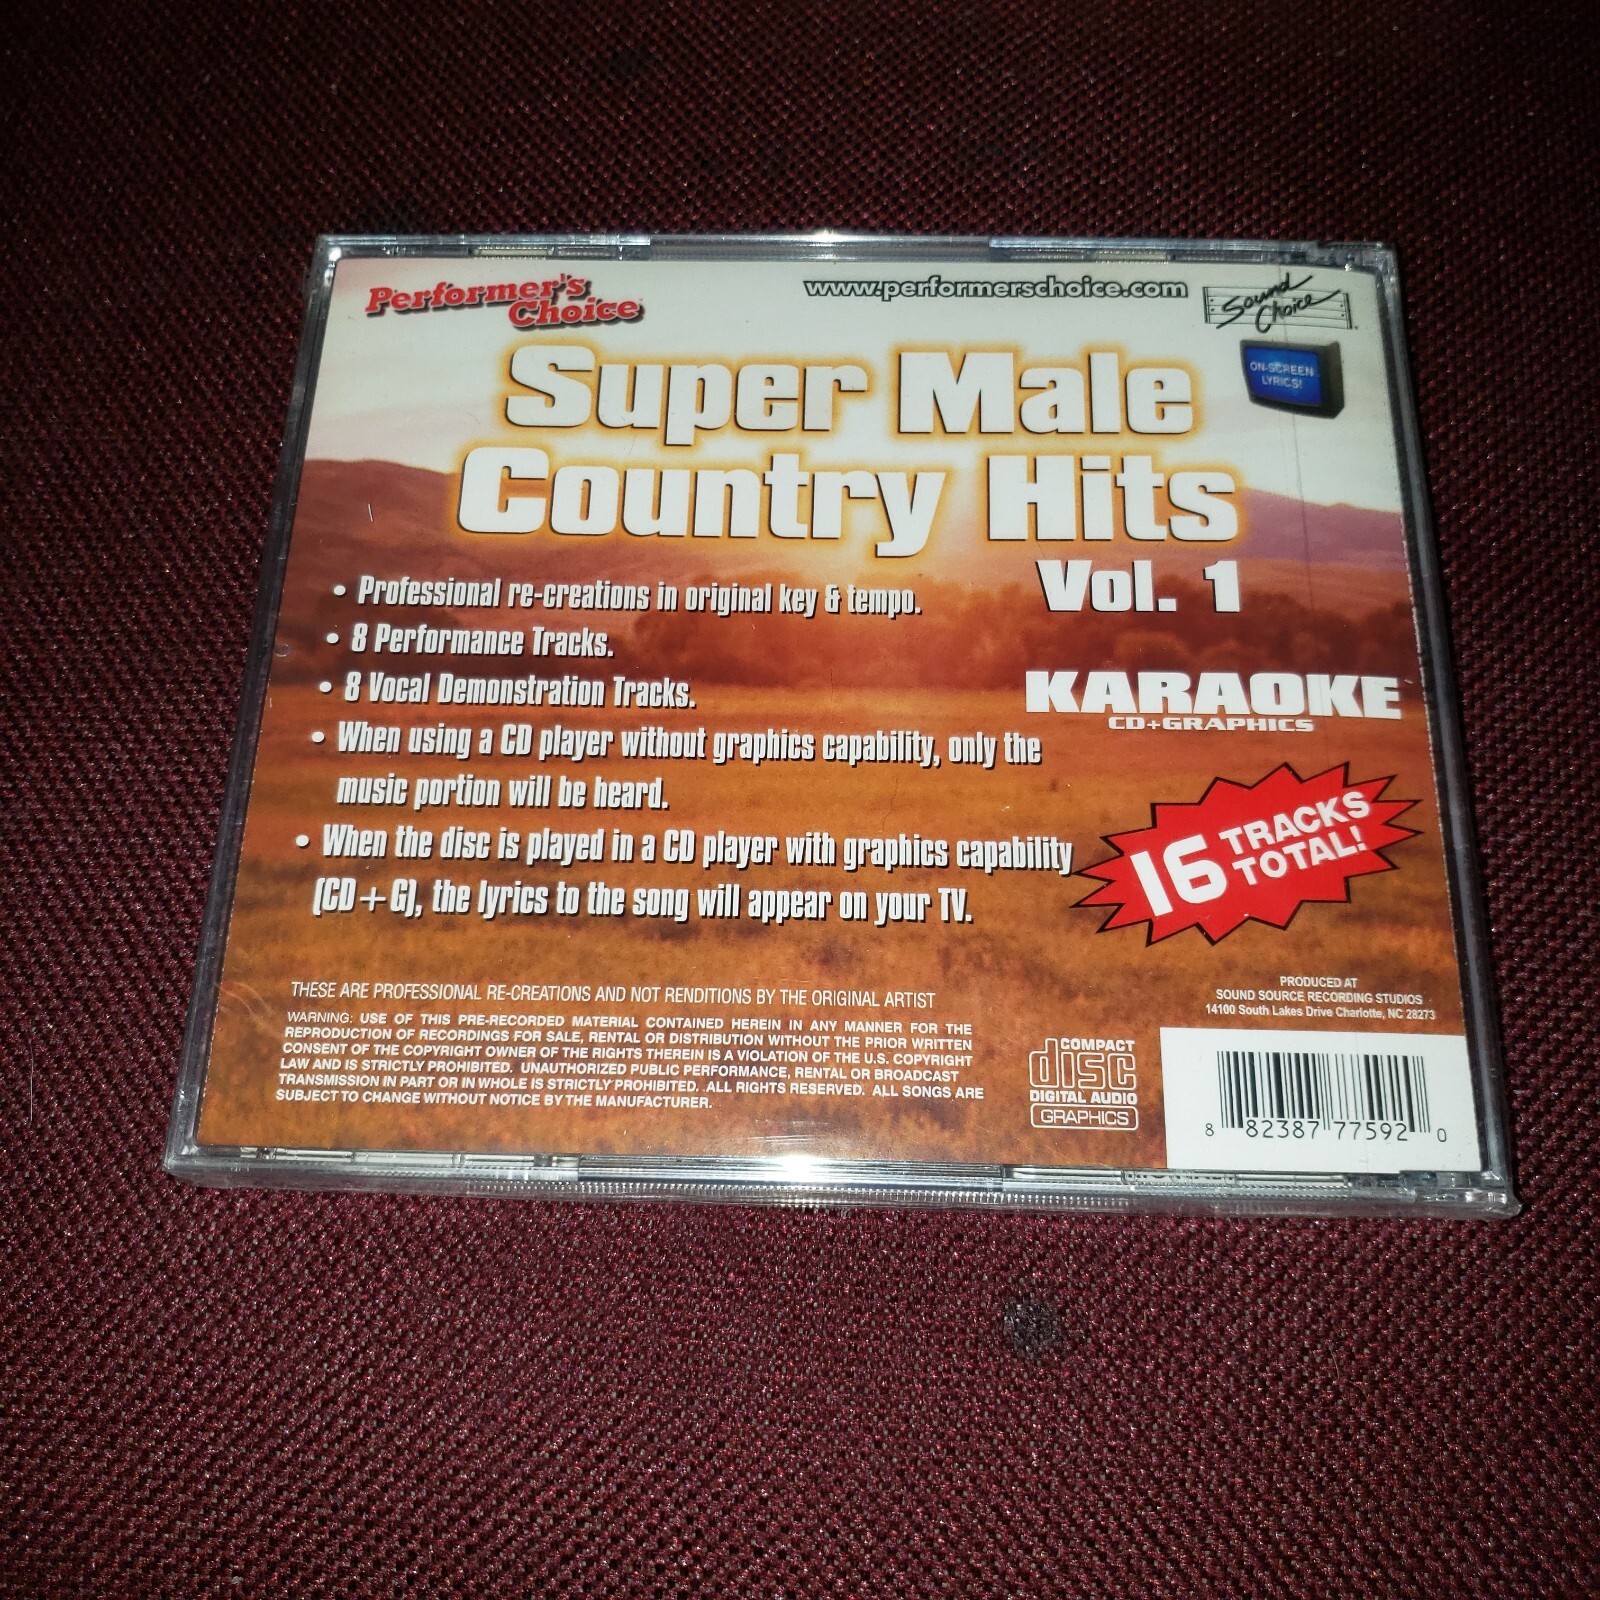 Performer's
Choice
www.performerschoice.com
Sound
Choice
ON-SCREEN
LYRICS!
Super Male
Country Hits
Vol. 1
• Professional re-creations in original key & tempo.
• 8 Performance Tracks.
• 8 Vocal Demonstration Tracks.
• When using a CD player without graphics capability, only the
music portion will be heard.
• When the disc is played in a CD player with graphics capability
(CD+G), the lyrics to the song will appear on your TV.
KARAOKE
CD+GRAPHICS
16 TRACKS
TOTAL!
THESE ARE PROFESSIONAL RE-CREATIONS AND NOT RENDITIONS BY THE ORIGINAL ARTIST
WARNING: USE OF THIS PRE-RECORDED MATERIAL CONTAINED HEREIN IN ANY MANNER FOR THE
REPRODUCTION OF RECORDINGS FOR SALE, RENTAL OR DISTRIBUTION WITHOUT THE PRIOR WRITTEN
CONSENT OF THE COPYRIGHT OWNER OF THE RIGHTS THEREIN IS A VIOLATION OF THE U.S. COPYRIGHT
LAW AND IS STRICTLY PROHIBITED. UNAUTHORIZED PUBLIC PERFORMANCE, RENTAL OR BROADCAST
TRANSMISSION IN PART OR IN WHOLE IS STRICTLY PROHIBITED. ALL RIGHTS RESERVED. ALL SONGS ARE
SUBJECT TO CHANGE WITHOUT NOTICE BY THE MANUFACTURER.
PRODUCED AT
SOUND SOURCE RECORDING STUDIOS
14100 South Lakes Drive Charlotte, NC 28273
COMPACT
disc
DIGITAL AUDIO
GRAPHICS
8 82387 77592 0